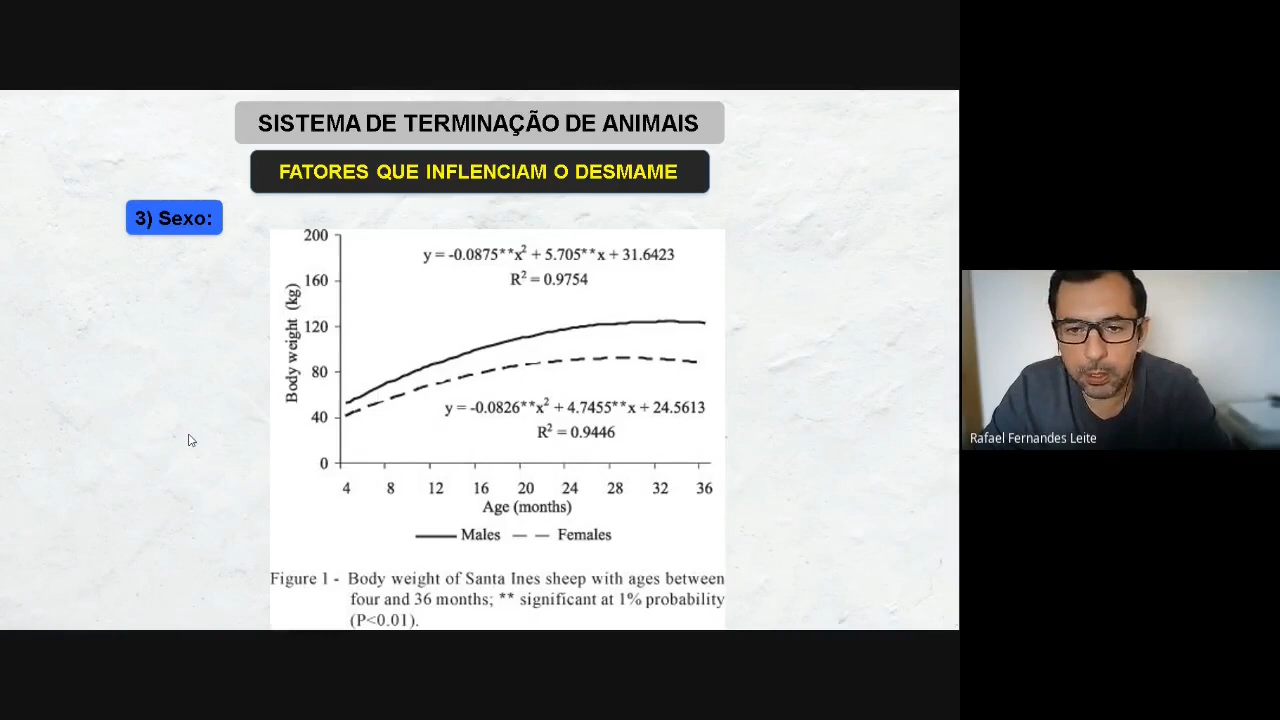 SISTEMA DE TERMINAÇÃO DE ANIMAIS
FATORES QUE INFLENCIAM O DESMAME
3) Sexo:
200
160
120
80
40
0
Body weight (kg)
y = -0.0875**x² + 5.705**x + 31.6423
R² = 0.9754
y = -0.0826**x² + 4.7455**x + 24.5613
R² = 0.9446
4 8 12 16 20 24 28 32 36
Age (months)
Males Females
Figure 1 - Body weight of Santa Ines sheep with ages between
four and 36 months; ** significant at 1% probability
(P<0.01).
Rafael Fernandes Leite